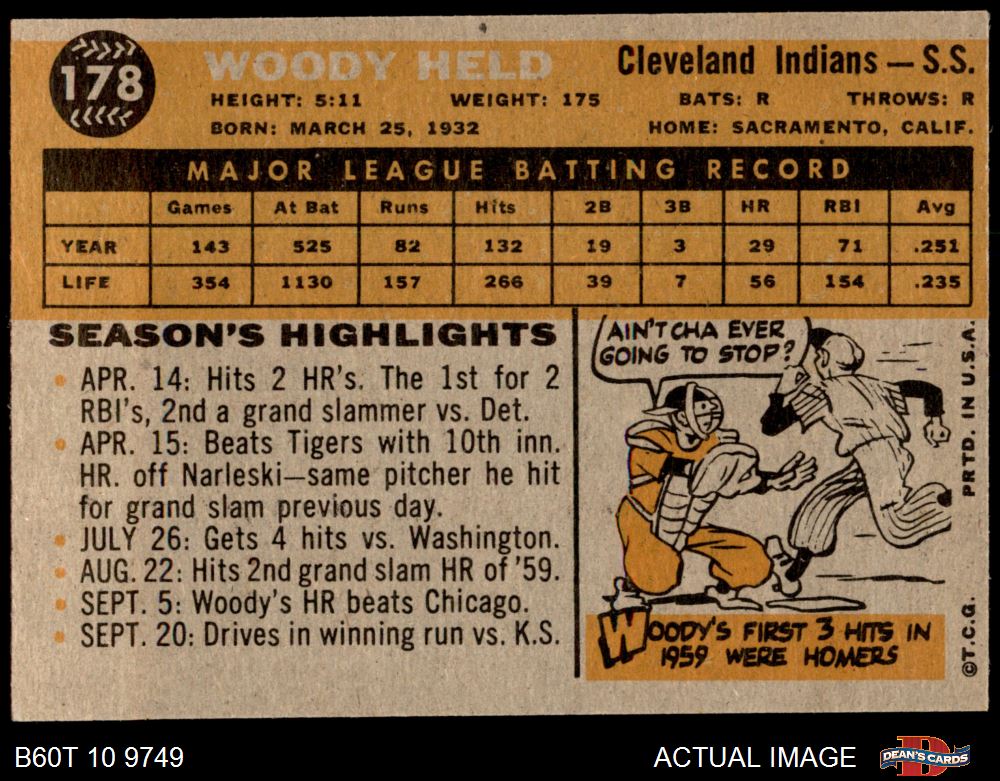 178
WOODY HELD
Cleveland Indians — S.S.
HEIGHT: 5:11 WEIGHT: 175 BATS: R THROWS: R
BORN: MARCH 25, 1932 HOME: SACRAMENTO, CALIF.
MAJOR LEAGUE BATTING RECORD
Games At Bat Runs Hits 2B 3B HR RBI Avg
YEAR 143 525 82 132 19 3 29 71 .251
LIFE 354 1130 157 266 39 7 56 154 .235
SEASON'S HIGHLIGHTS
• APR. 14: Hits 2 HR's. The 1st for 2
RBI's, 2nd a grand slammer vs. Det.
• APR. 15: Beats Tigers with 10th inn.
HR. off Narleski—same pitcher he hit
for grand slam previous day.
• JULY 26: Gets 4 hits vs. Washington.
• AUG. 22: Hits 2nd grand slam HR of '59.
• SEPT. 5: Woody's HR beats Chicago.
• SEPT. 20: Drives in winning run vs. K.S.
AIN'TCHA EVER
GOING TO STOP?
WOODY'S FIRST 3 HITS IN
1959 WERE HOMERS
©T.C.G. PRTD. IN U.S.A.
B60T 10 9749
ACTUAL IMAGE
DEAN'S CARDS